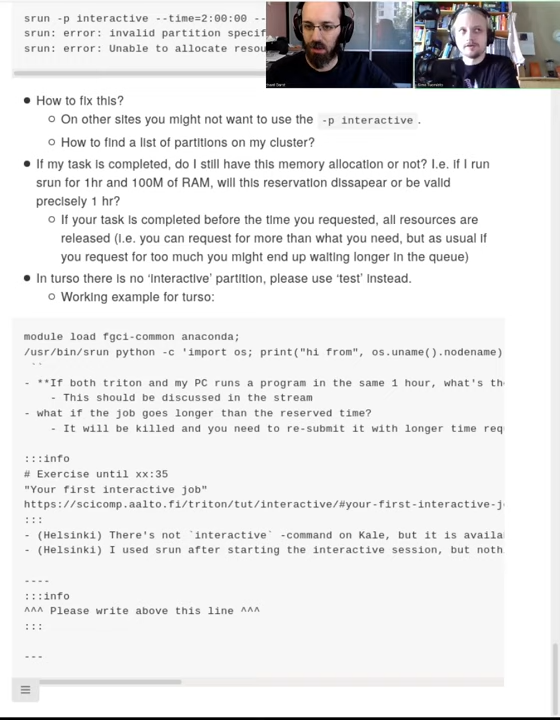 srun -p interactive --time=2:00:00 --
srun: error: invalid partition specif
srun: error: Unable to allocate resou
● How to fix this?
○ On other sites you might not want to use the -p interactive.
○ How to find a list of partitions on my cluster?
● If my task is completed, do I still have this memory allocation or not? I.e. if I run
srun for 1hr and 100M of RAM, will this reservation dissapear or be valid
precisely 1 hr?
○ If your task is completed before the time you requested, all resources are
released (i.e. you can request for more than what you need, but as usual if
you request for too much you might end up waiting longer in the queue)
● In turso there is no ‘interactive’ partition, please use ‘test’ instead.
○ Working example for turso:
module load fgci-common anaconda;
/usr/bin/srun python -c 'import os; print("hi from", os.uname().nodename)
``
- **If both triton and my PC runs a program in the same 1 hour, what's th
- This should be discussed in the stream
- what if the job goes longer than the reserved time?
- It will be killed and you need to re-submit it with longer time req
:::info
# Exercise until xx:35
"Your first interactive job"
https://scicomp.aalto.fi/triton/tut/interactive/#your-first-interactive-j
:::
- (Helsinki) There's not `interactive` -command on Kale, but it is availa
- (Helsinki) I used srun after starting the interactive session, but noth
----
:::info
^^^ Please write above this line ^^^
:::
---